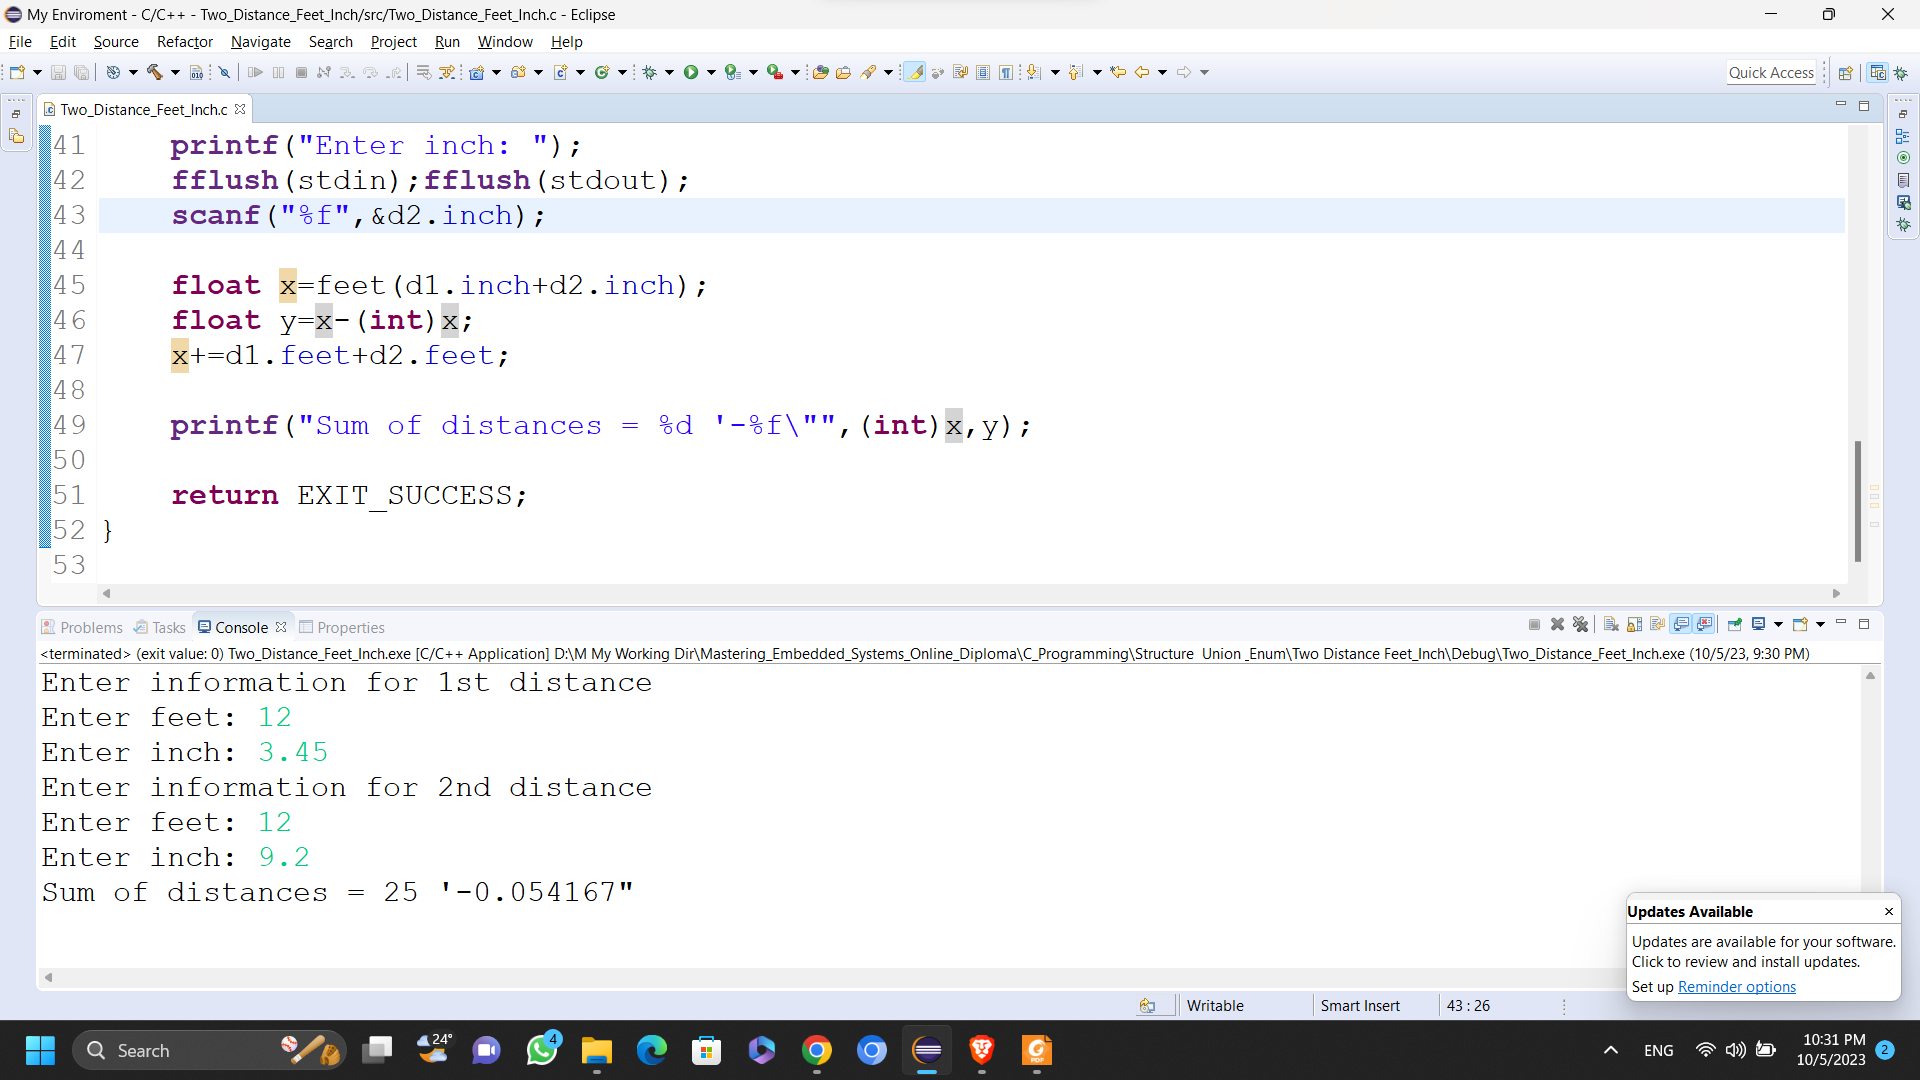 My Enviroment - C/C++ - Two_Distance_Feet_Inch/src/Two_Distance_Feet_Inch.c - Eclipse
File Edit Source Refactor Navigate Search Project Run Window Help
Quick Access
Two_Distance_Feet_Inch.c
41 printf("Enter inch: ");
42 fflush(stdin);fflush(stdout);
43 scanf("%f",&d2.inch);
44
45 float x=feet(d1.inch+d2.inch);
46 float y=x-(int)x;
47 x+=d1.feet+d2.feet;
48
49 printf("Sum of distances = %d '-%f\"",(int)x,y);
50
51 return EXIT_SUCCESS;
52 }
53
Problems Tasks Console Properties
<terminated> (exit value: 0) Two_Distance_Feet_Inch.exe [C/C++ Application] D:\M My Working Dir\Mastering_Embedded_Systems_Online_Diploma\C_Programming\Structure Union _Enum\Two Distance Feet_Inch\Debug\Two_Distance_Feet_Inch.exe (10/5/23, 9:30 PM)
Enter information for 1st distance
Enter feet: 12
Enter inch: 3.45
Enter information for 2nd distance
Enter feet: 12
Enter inch: 9.2
Sum of distances = 25 '-0.054167"
Updates Available
Updates are available for your software.
Click to review and install updates.
Set up Reminder options
Writable Smart Insert 43 : 26
Search
24°
4
ENG
10:31 PM
10/5/2023
2